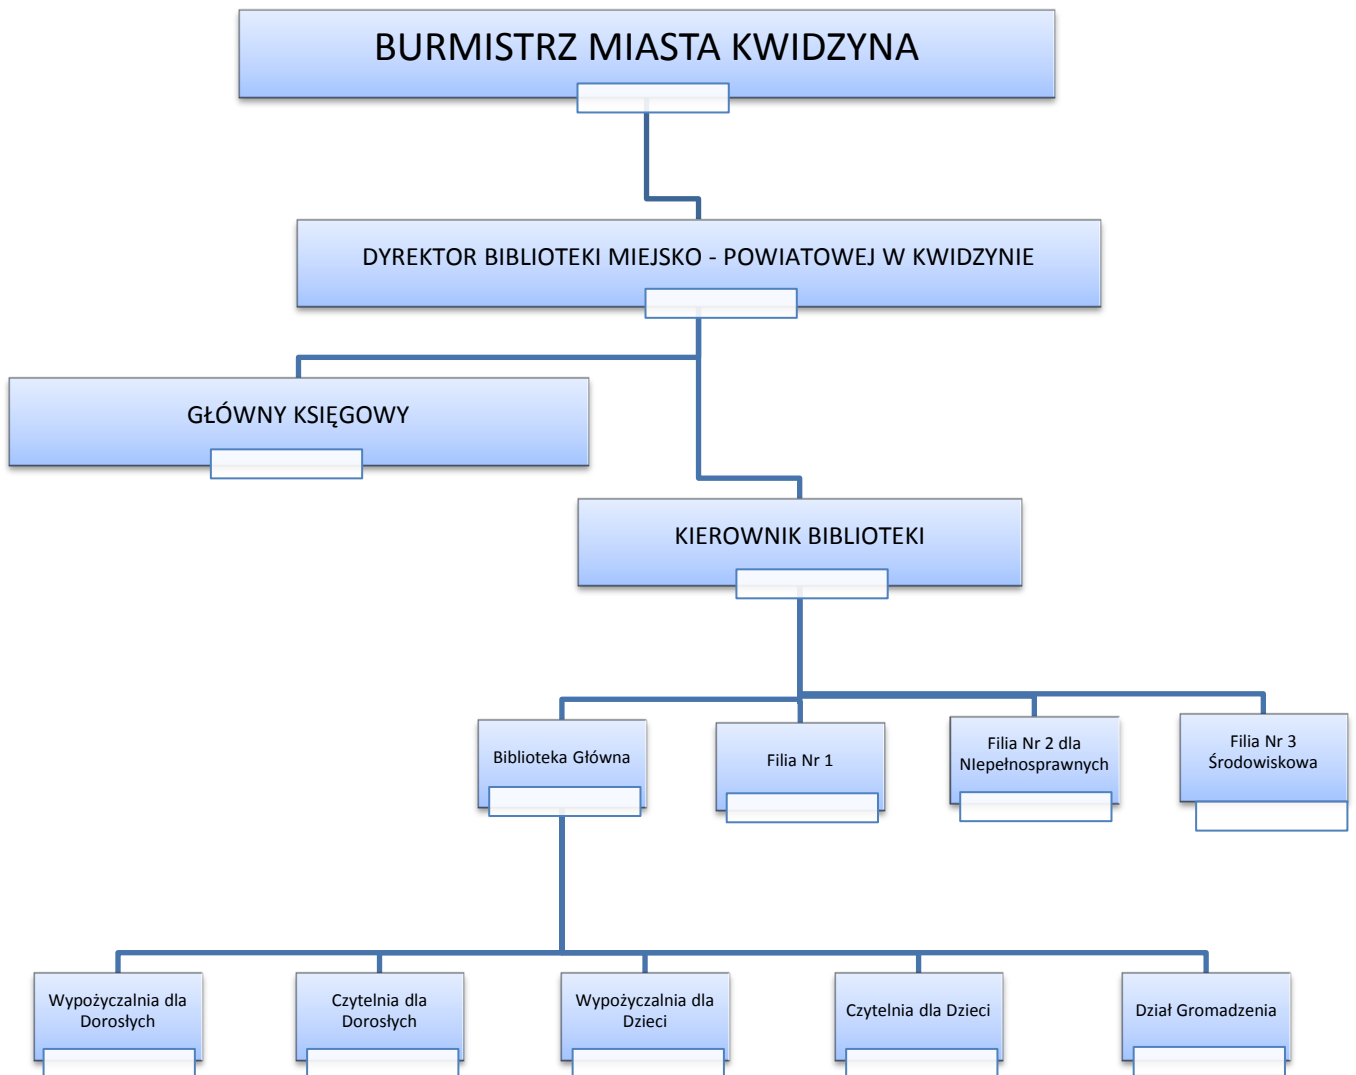 BURMISTRZ MIASTA KWIDZYNA
DYREKTOR BIBLIOTEKI MIEJSKO - POWIATOWEJ W KWIDZYNIE
GŁÓWNY KSIĘGOWY
KIEROWNIK BIBLIOTEKI
Biblioteka Główna
Filia Nr 1
Filia Nr 2 dla
NIepełnosprawnych
Filia Nr 3
Środowiskowa
Wypożyczalnia dla
Dorosłych
Czytelnia dla
Dorosłych
Wypożyczalnia dla
Dzieci
Czytelnia dla Dzieci
Dział Gromadzenia